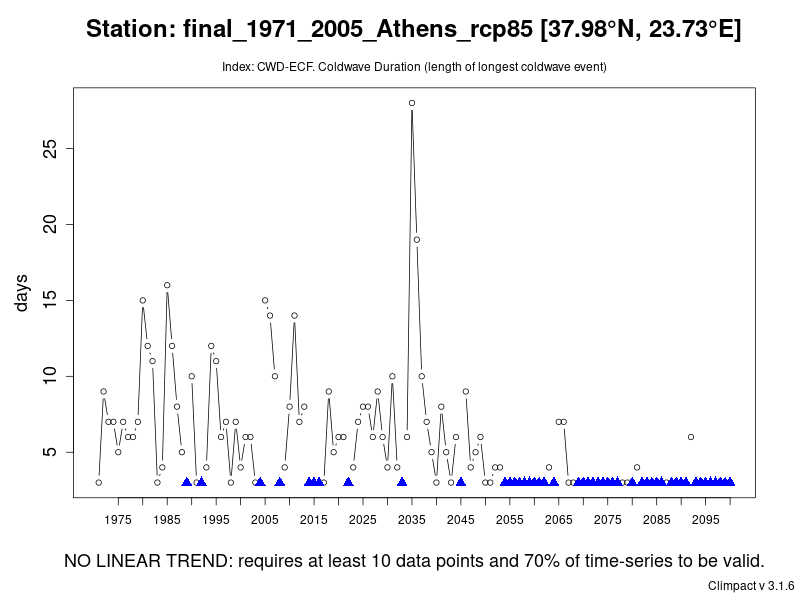 Station: final_1971_2005_Athens_rcp85 [37.98°N, 23.73°E]
Index: CWD-ECF. Coldwave Duration (length of longest coldwave event)
days
25
20
15
10
5
1975 1985 1995 2005 2015 2025 2035 2045 2055 2065 2075 2085 2095
NO LINEAR TREND: requires at least 10 data points and 70% of time-series to be valid.
Climpact v 3.1.6